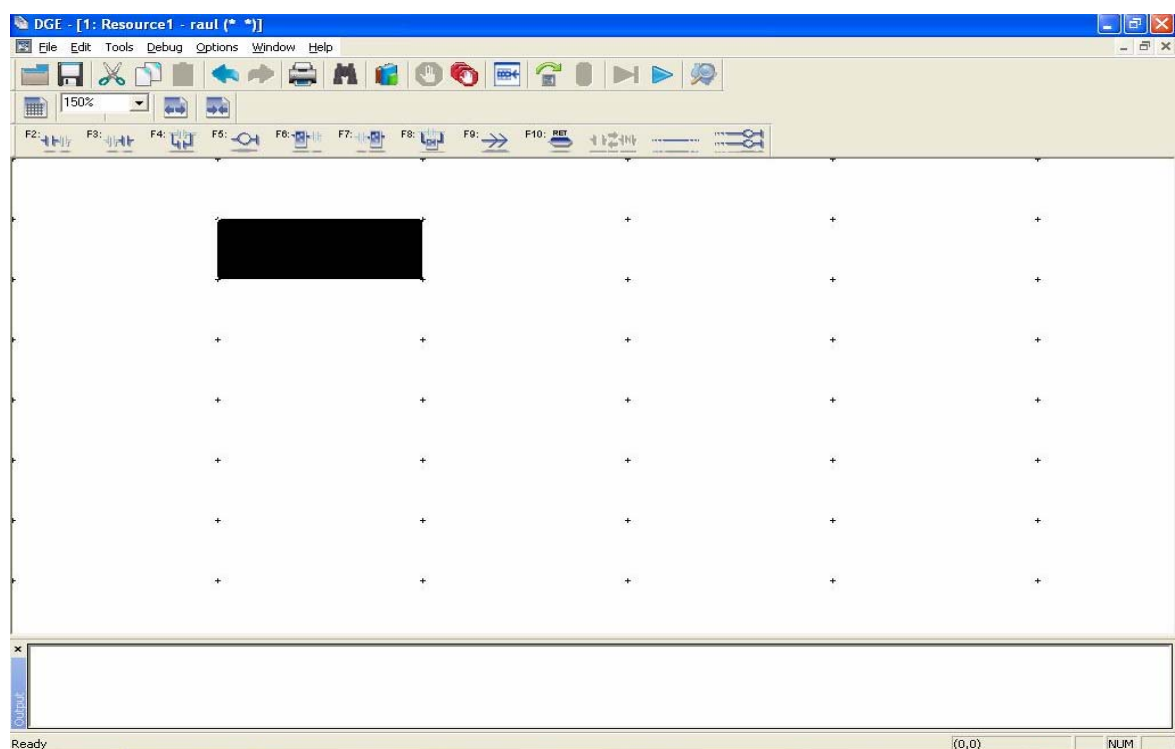 DGE - [1: Resource1 - raul (* *)]
File Edit Tools Debug Options Window Help
150%
F2: F3: F4: F5: F6: F7: F8: F9: F10: RET
Output
Ready (0,0) NUM